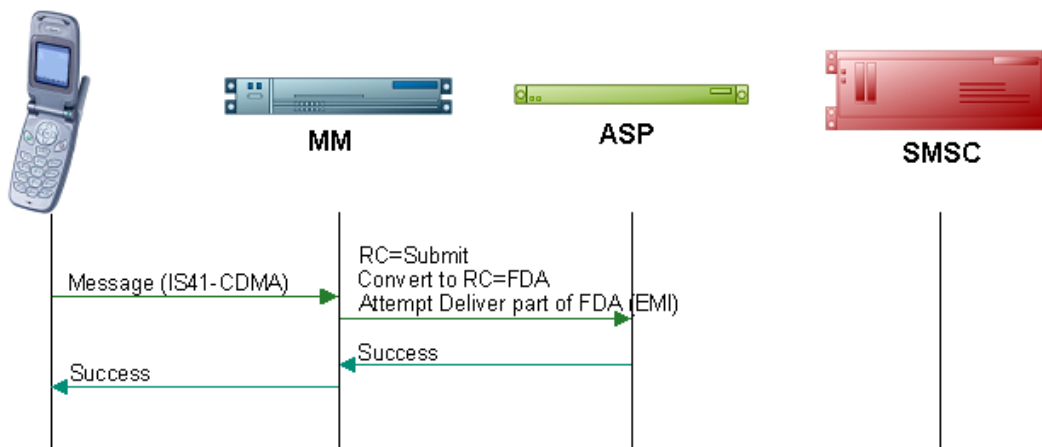 MM
ASP
SMSC
Message (IS41-CDMA)
RC=Submit
Convert to RC=FDA
Attempt Deliver part of FDA (EMI)
Success
Success